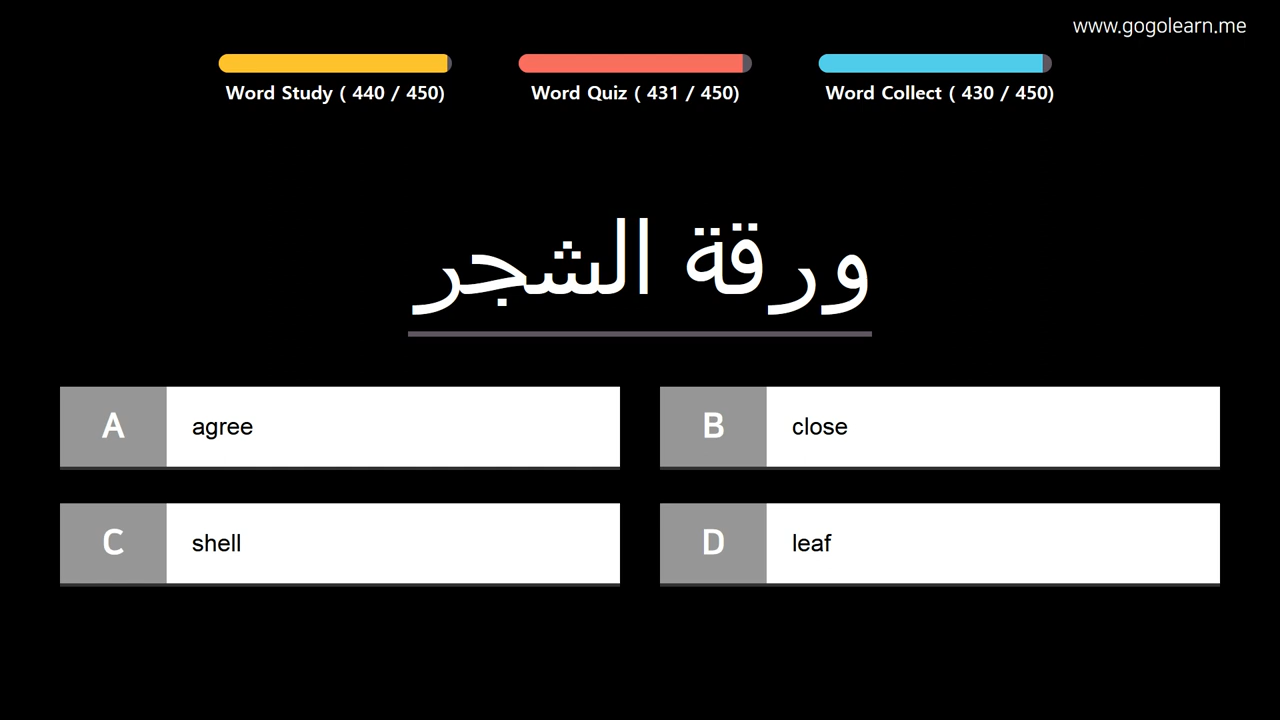 www.gogolearn.me
Word Study ( 440 / 450)
Word Quiz ( 431 / 450)
Word Collect ( 430 / 450)
ورقة الشجر
A agree
B close
C shell
D leaf